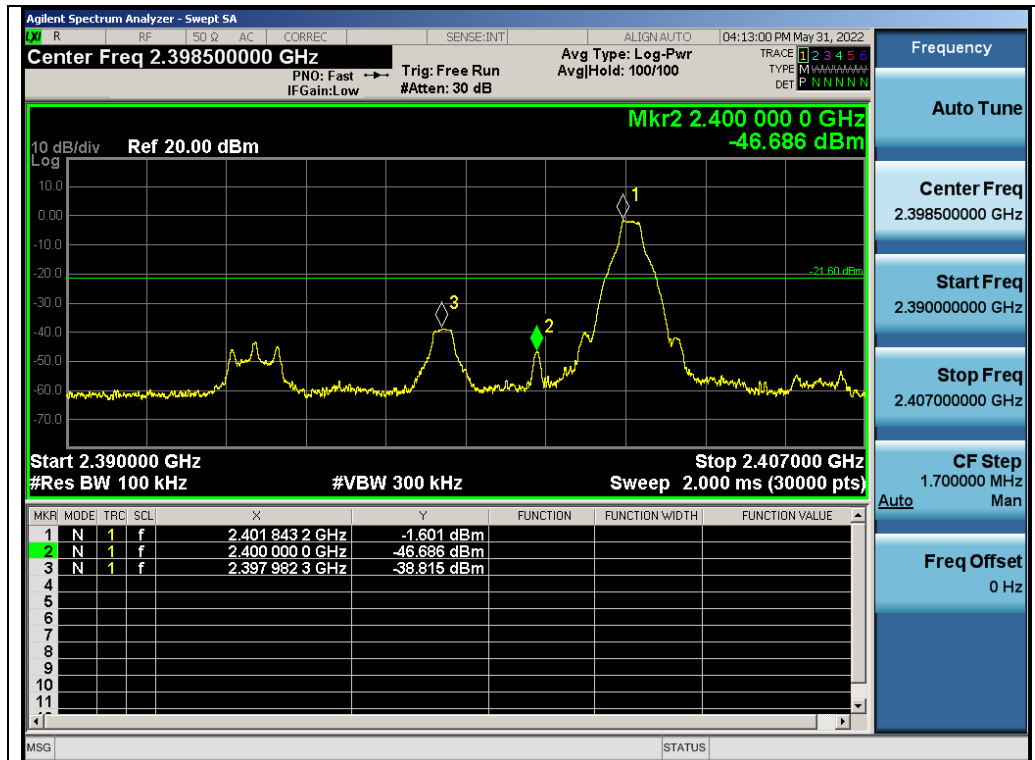 Agilent Spectrum Analyzer - Swept SA
LXI R RF 50 Ω AC CORREC SENSE:INT ALIGN AUTO 04:13:00 PM May 31, 2022
Center Freq 2.398500000 GHz
PNO: Fast
IFGain:Low
Trig: Free Run
#Atten: 30 dB
Avg Type: Log-Pwr
Avg|Hold: 100/100
TRACE 1 2 3 4 5 6
TYPE M
DET P N N N N N
Mkr2 2.400 000 0 GHz
-46.686 dBm
10 dB/div Ref 20.00 dBm
Log
10.0
0.00
-10.0
-20.0
-30.0
-40.0
-50.0
-60.0
-70.0
1
-21.60 dBm
3
2
Start 2.390000 GHz Stop 2.407000 GHz
#Res BW 100 kHz #VBW 300 kHz Sweep 2.000 ms (30000 pts)
MKR MODE TRC SCL X Y FUNCTION FUNCTION WIDTH FUNCTION VALUE
1 N 1 f 2.401 843 2 GHz -1.601 dBm
2 N 1 f 2.400 000 0 GHz -46.686 dBm
3 N 1 f 2.397 982 3 GHz -38.815 dBm
4
5
6
7
8
9
10
11
MSG STATUS
Frequency
Auto Tune
Center Freq
2.398500000 GHz
Start Freq
2.390000000 GHz
Stop Freq
2.407000000 GHz
CF Step
1.700000 MHz
Auto Man
Freq Offset
0 Hz